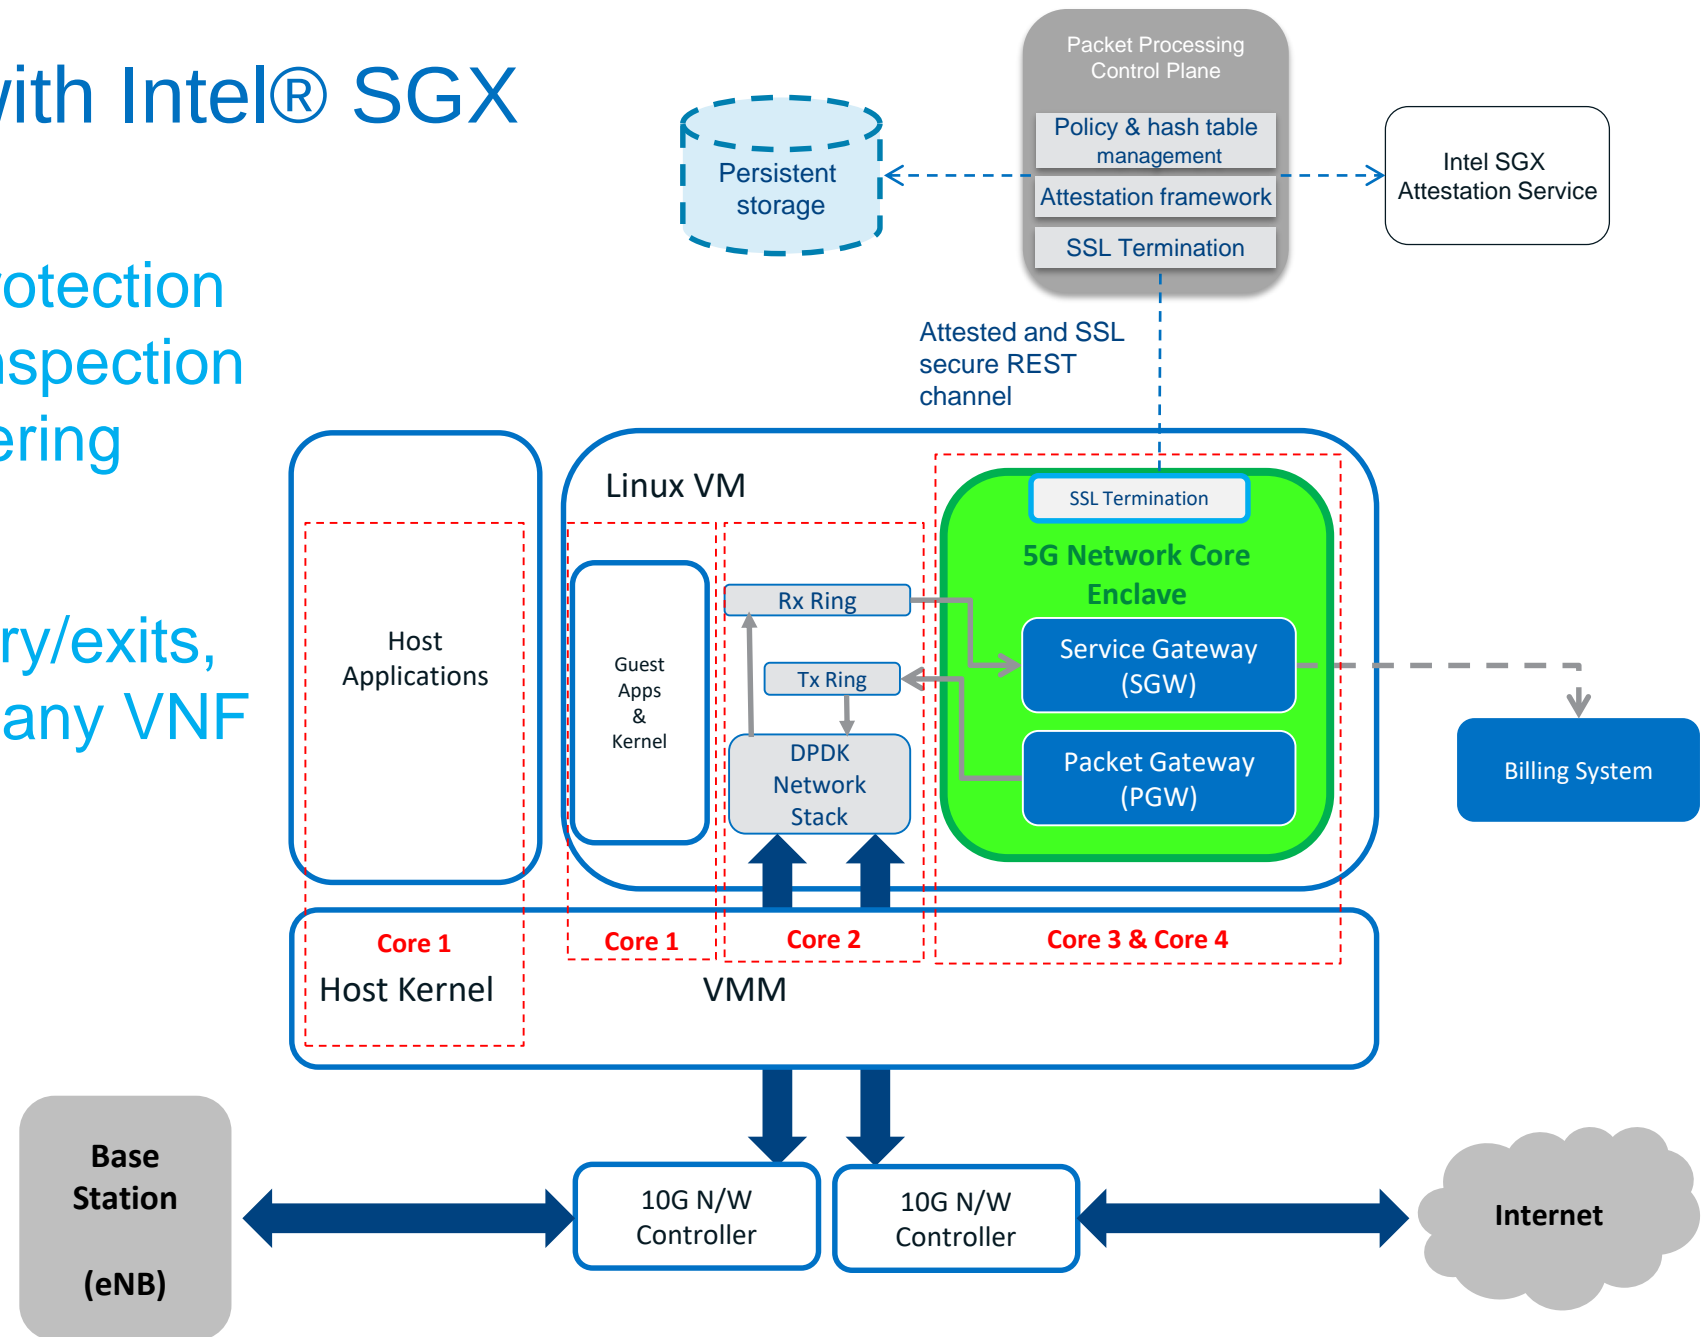 with Intel® SGX
rotection
nspection
ering
ry/exits,
any VNF
Packet Processing
Control Plane
Policy & hash table
management
Attestation framework
SSL Termination
Persistent
storage
Intel SGX
Attestation Service
Attested and SSL
secure REST
channel
Linux VM
SSL Termination
5G Network Core
Enclave
Service Gateway
(SGW)
Packet Gateway
(PGW)
Rx Ring
Tx Ring
DPDK
Network
Stack
Guest
Apps
&
Kernel
Host
Applications
Billing System
Core 1
Core 1
Core 2
Core 3 & Core 4
Host Kernel
VMM
Base
Station
(eNB)
10G N/W
Controller
10G N/W
Controller
Internet